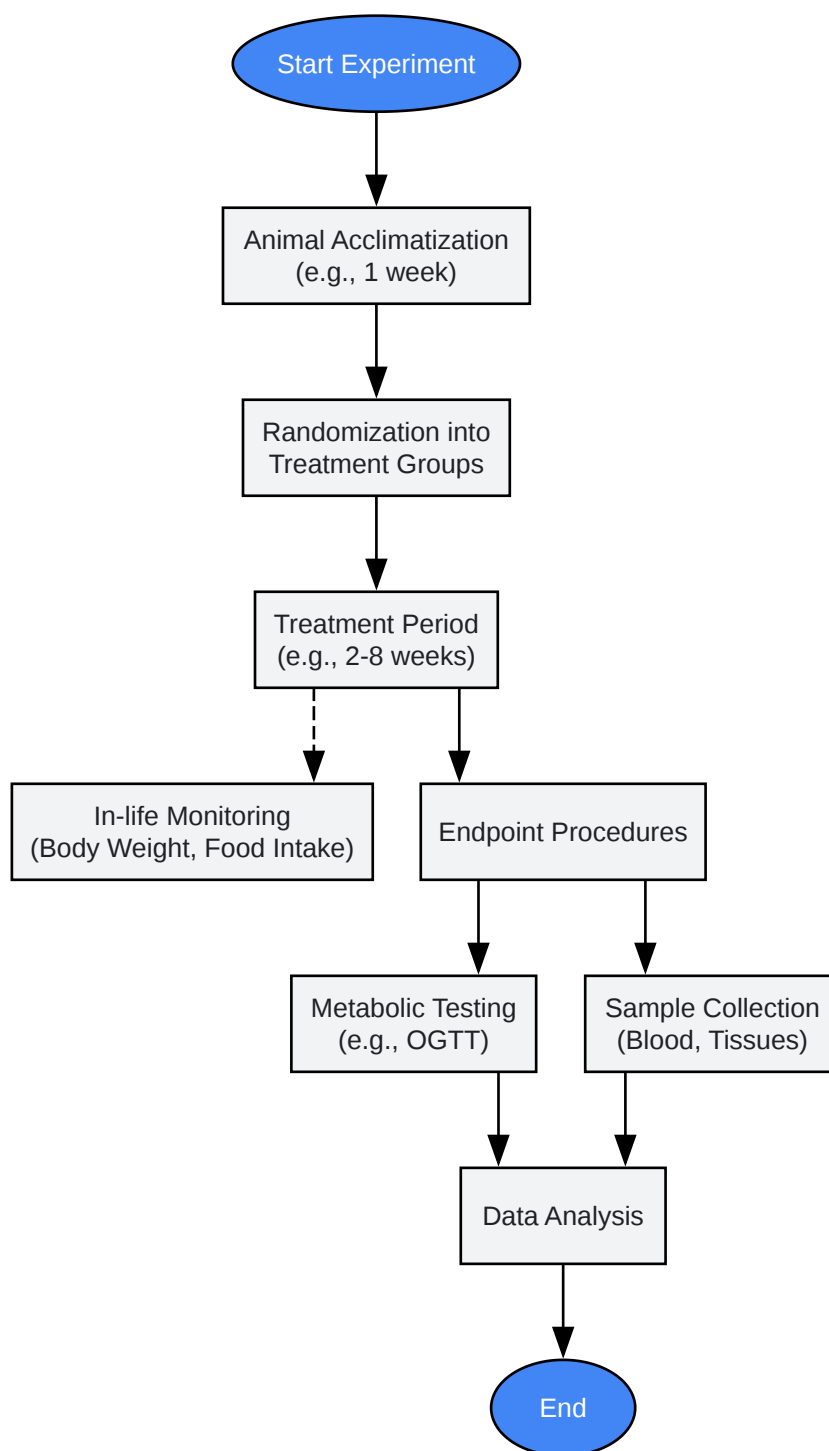 Start Experiment
Animal Acclimatization
(e.g., 1 week)
Randomization into
Treatment Groups
Treatment Period
(e.g., 2-8 weeks)
In-life Monitoring
(Body Weight, Food Intake)
Endpoint Procedures
Metabolic Testing
(e.g., OGTT)
Sample Collection
(Blood, Tissues)
Data Analysis
End